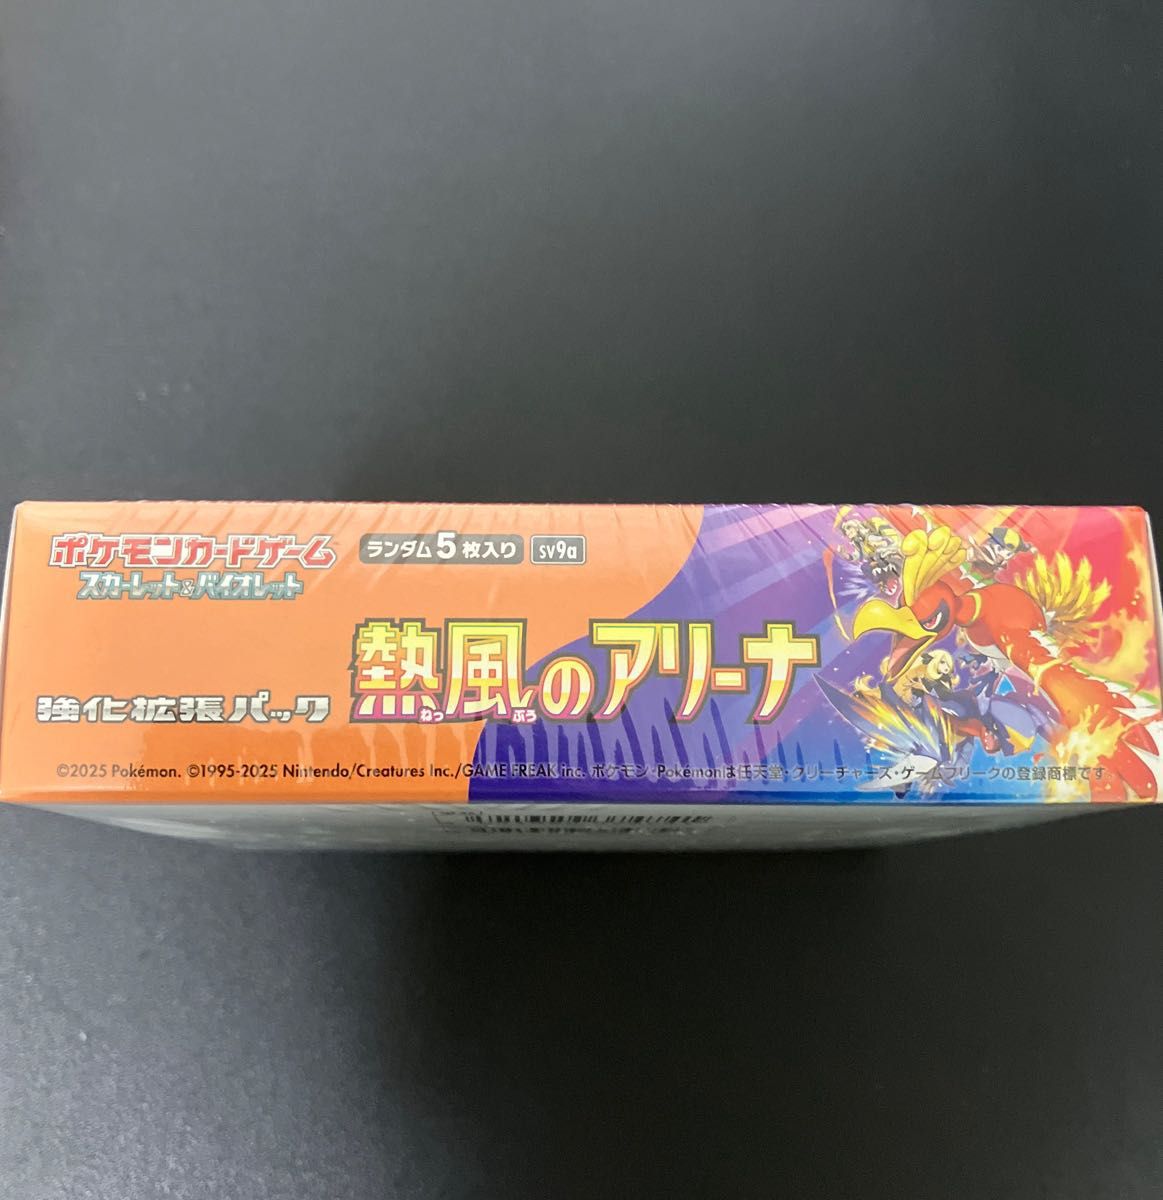 ポケモンカードゲーム
スカーレット&バイオレット
ランダム5枚入り
sv9a
強化拡張パック
熱風のアリーナ
ねっ ぷう
©2025 Pokémon. ©1995-2025 Nintendo/Creatures Inc./GAME FREAK inc. ポケモン・Pokémonは任天堂・クリーチャーズ・ゲームフリークの登録商標です。